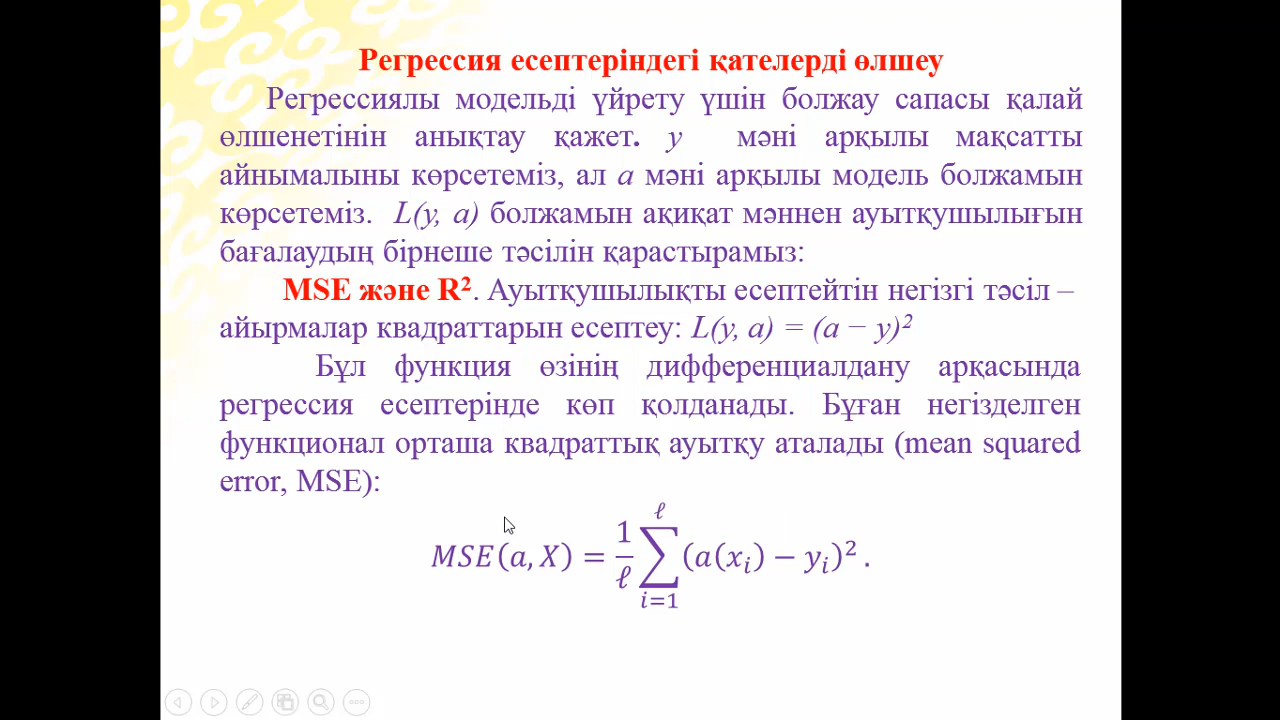 Регрессия есептеріндегі қателерді өлшеу
Регрессиялы модельді үйрету үшін болжау сапасы қалай
өлшенетінін анықтау қажет. y мәні арқылы мақсатты
айнымалыны көрсетеміз, ал a мәні арқылы модель болжамын
көрсетеміз. L(y, a) болжамын ақиқат мәннен ауытқушылығын
бағалаудың бірнеше тәсілін қарастырамыз:
MSE және R². Ауытқушылықты есептейтін негізгі тәсіл –
айырмалар квадраттарын есептеу: L(y, a) = (a − y)²
Бұл функция өзінің дифференциалдану арқасында
регрессия есептерінде көп қолданады. Бұған негізделген
функционал орташа квадраттық ауытқу аталады (mean squared
error, MSE):
MSE(a, X) = 1/ℓ ∑_{i=1}^{ℓ} (a(x_i) − y_i)² .